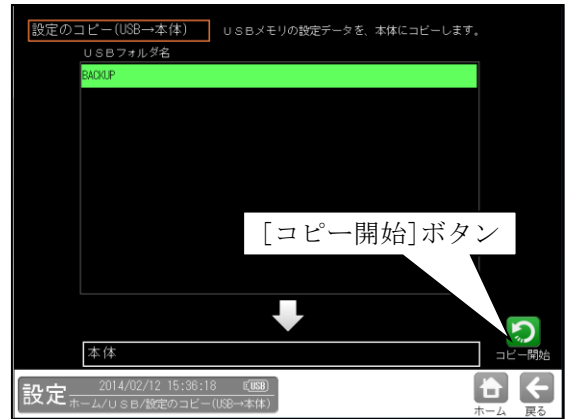 設定のコピー(USB→本体) USBメモリの設定データを、本体にコピーします。
USBフォルダ名
BACKUP
[コピー開始]ボタン
本体
コピー開始
設定 2014/02/12 15:36:18 (USB)
ホーム/USB/設定のコピー(USB→本体)
ホーム 戻る